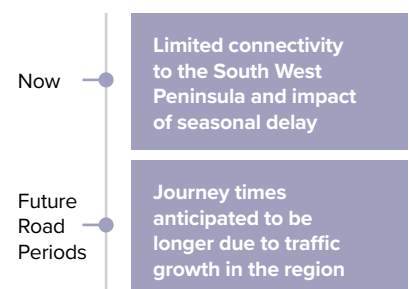 Now
Limited connectivity
to the South West
Peninsula and impact
of seasonal delay
Future
Road
Periods
Journey times
anticipated to be
longer due to traffic
growth in the region